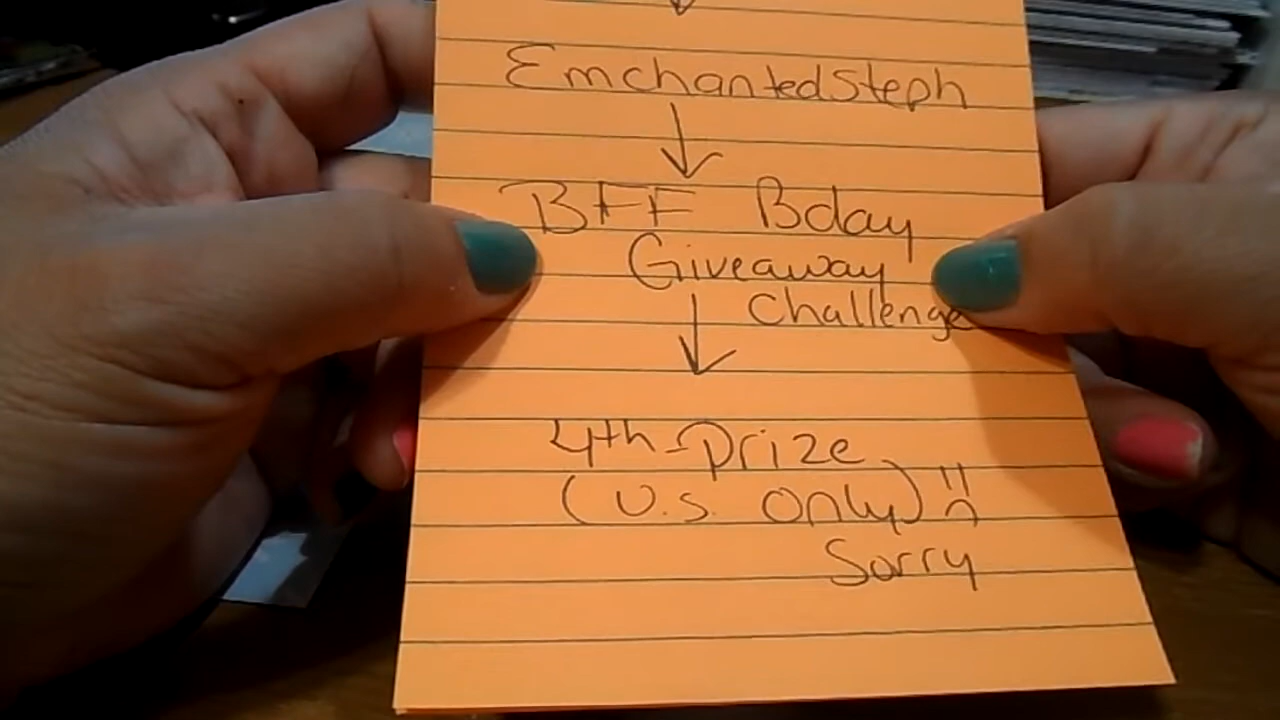 EmchantedSteph
BFF Bday
Giveaway
Challenge
4th-Prize
(U.S. Only)
Sorry